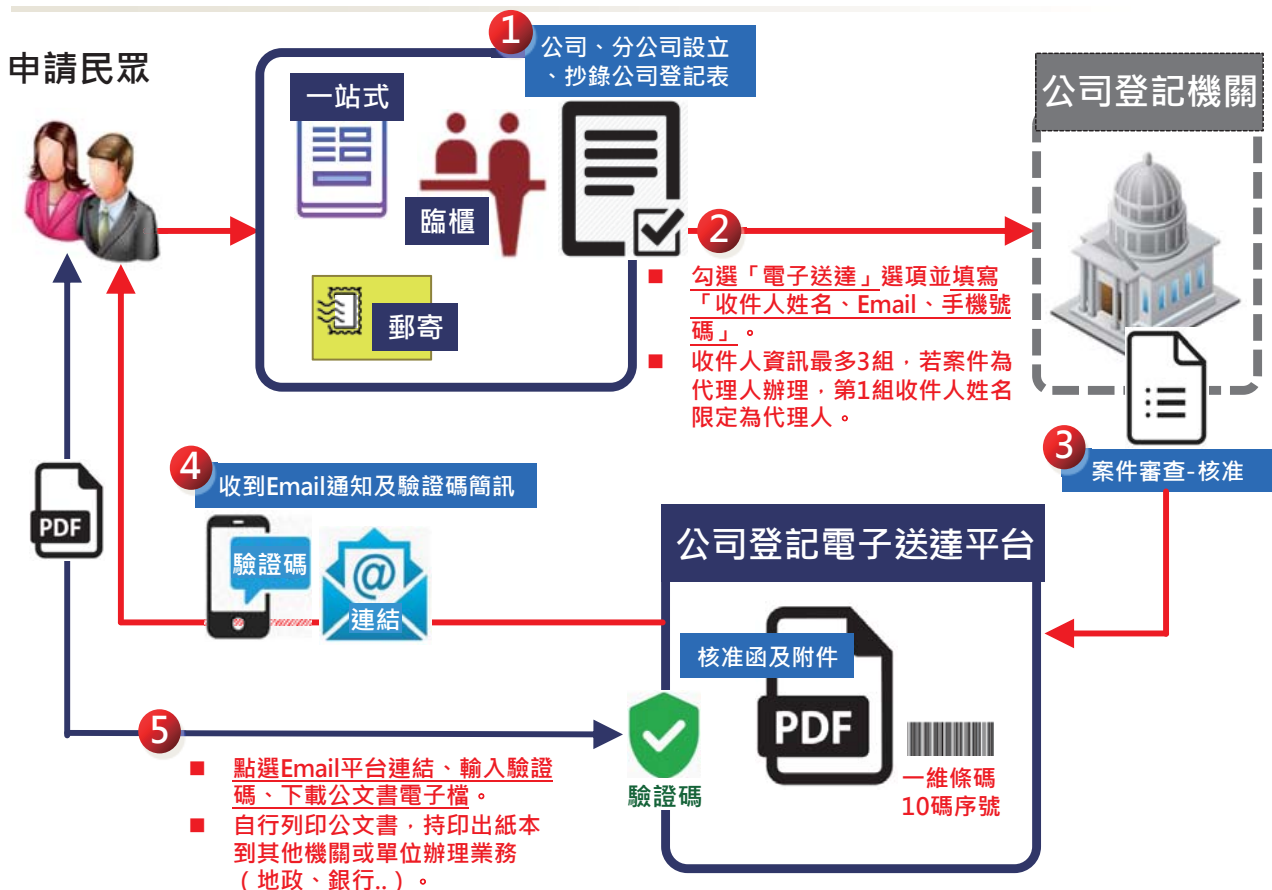 申請民眾
1
公司、分公司設立
、抄錄公司登記表
一站式
臨櫃
郵寄
公司登記機關
2
■ 勾選「電子送達」選項並填寫
「收件人姓名、Email、手機號
碼」。
■ 收件人資訊最多3組，若案件為
代理人辦理，第1組收件人姓名
限定為代理人。
3
案件審查-核准
4
收到Email通知及驗證碼簡訊
驗證碼
@
連結
PDF
公司登記電子送達平台
核准函及附件
PDF
一維條碼
10碼序號
驗證碼
5
■ 點選Email平台連結、輸入驗證
碼、下載公文書電子檔。
■ 自行列印公文書，持印出紙本
到其他機關或單位辦理業務
（地政、銀行..）。